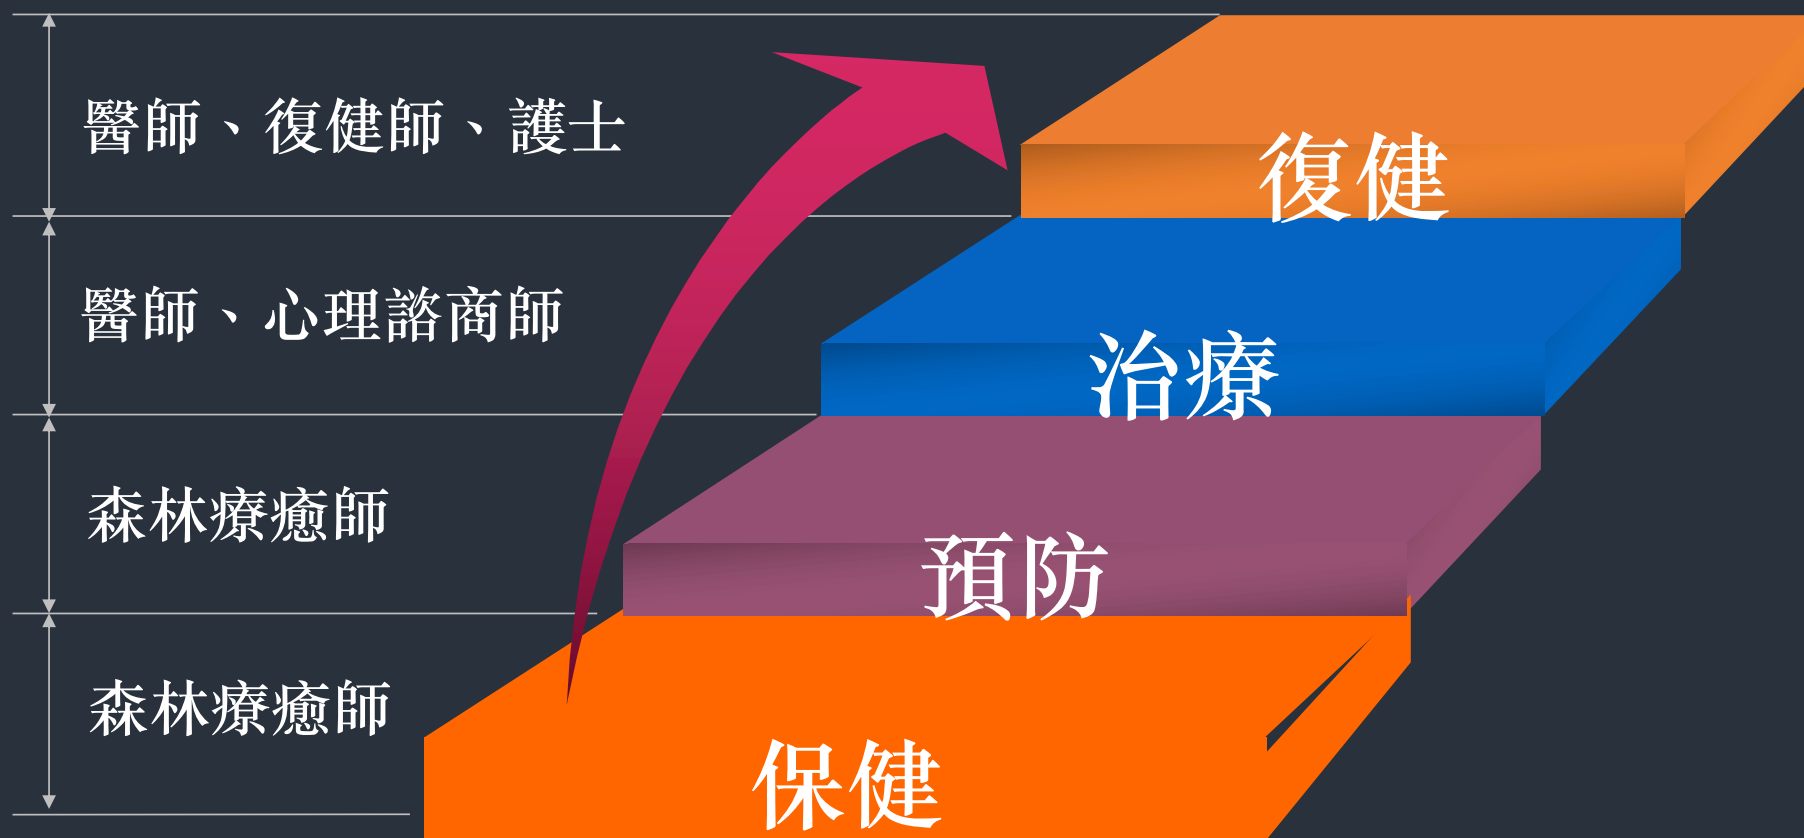 醫師、復健師、護士
復健
醫師、心理諮商師
治療
森林療癒師
預防
森林療癒師
保健